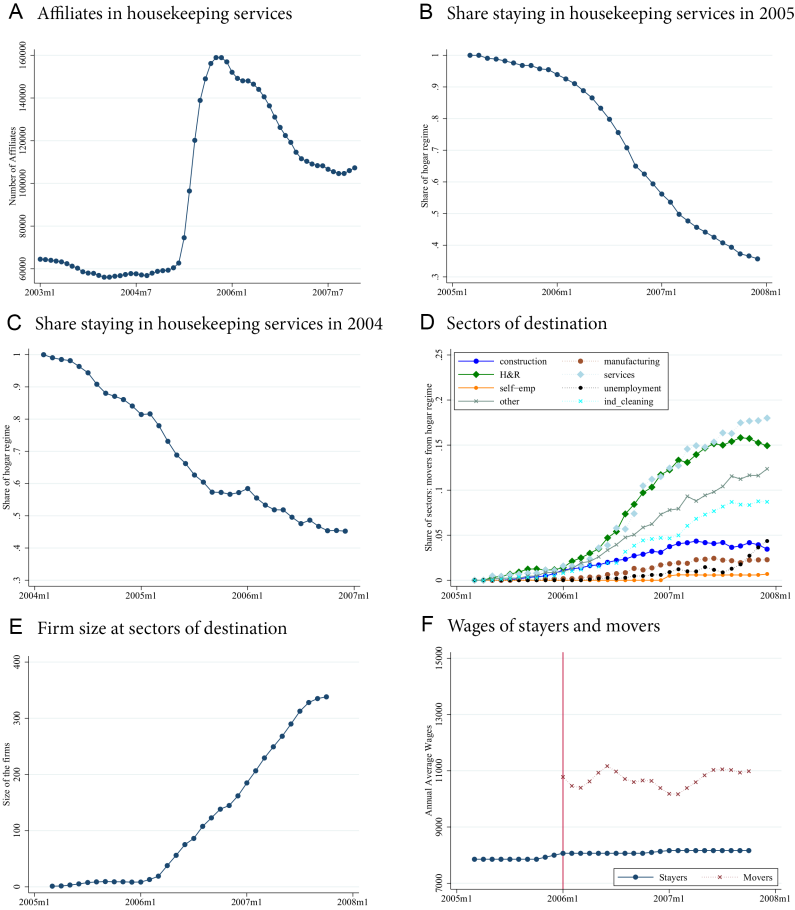 A Affiliates in housekeeping services
Number of Affiliates
160000
140000
120000
100000
80000
60000
2003m1 2004m7 2006m1 2007m7
B Share staying in housekeeping services in 2005
Share of hogar regime
1
.9
.8
.7
.6
.5
.4
.3
2005m1 2006m1 2007m1 2008m1
C Share staying in housekeeping services in 2004
Share of hogar regime
1
.9
.8
.7
.6
.5
.4
.3
2004m1 2005m1 2006m1 2007m1
D Sectors of destination
Share of sectors: movers from hogar regime
.25
.2
.15
.1
.05
0
construction manufacturing
H&R services
self-emp unemployment
other ind_cleaning
2005m1 2006m1 2007m1 2008m1
E Firm size at sectors of destination
Size of the firms
400
300
200
100
0
2005m1 2006m1 2007m1 2008m1
F Wages of stayers and movers
Annual Average Wages
15000
13000
11000
9000
7000
Stayers Movers
2005m1 2006m1 2007m1 2008m1